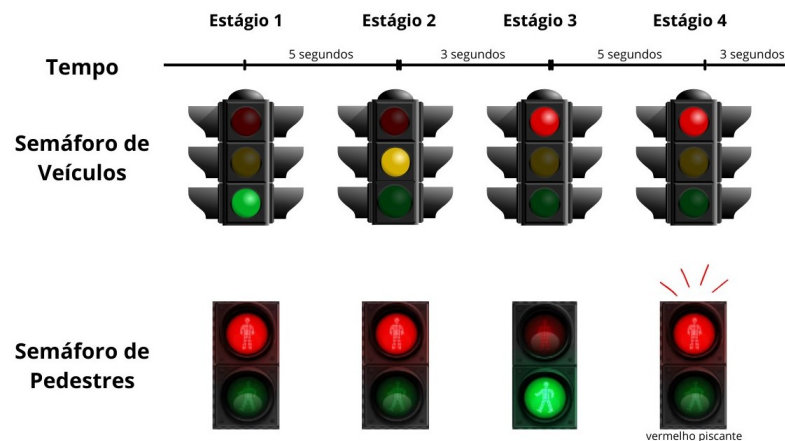 Estágio 1 Estágio 2 Estágio 3 Estágio 4
5 segundos 3 segundos 5 segundos 3 segundos
Tempo
Semáforo de
Veículos
Semáforo de
Pedestres
vermelho piscante